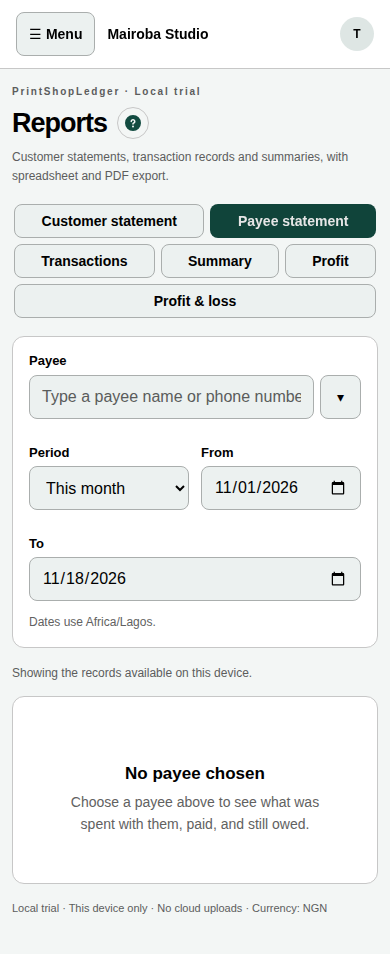 ☰ Menu
Mairoba Studio
T
PrintShopLedger · Local trial
Reports ?
Customer statements, transaction records and summaries, with
spreadsheet and PDF export.
Customer statement
Payee statement
Transactions
Summary
Profit
Profit & loss
Payee
Type a payee name or phone numbe
▾
Period
From
This month
11/01/2026
To
11/18/2026
Dates use Africa/Lagos.
Showing the records available on this device.
No payee chosen
Choose a payee above to see what was
spent with them, paid, and still owed.
Local trial · This device only · No cloud uploads · Currency: NGN